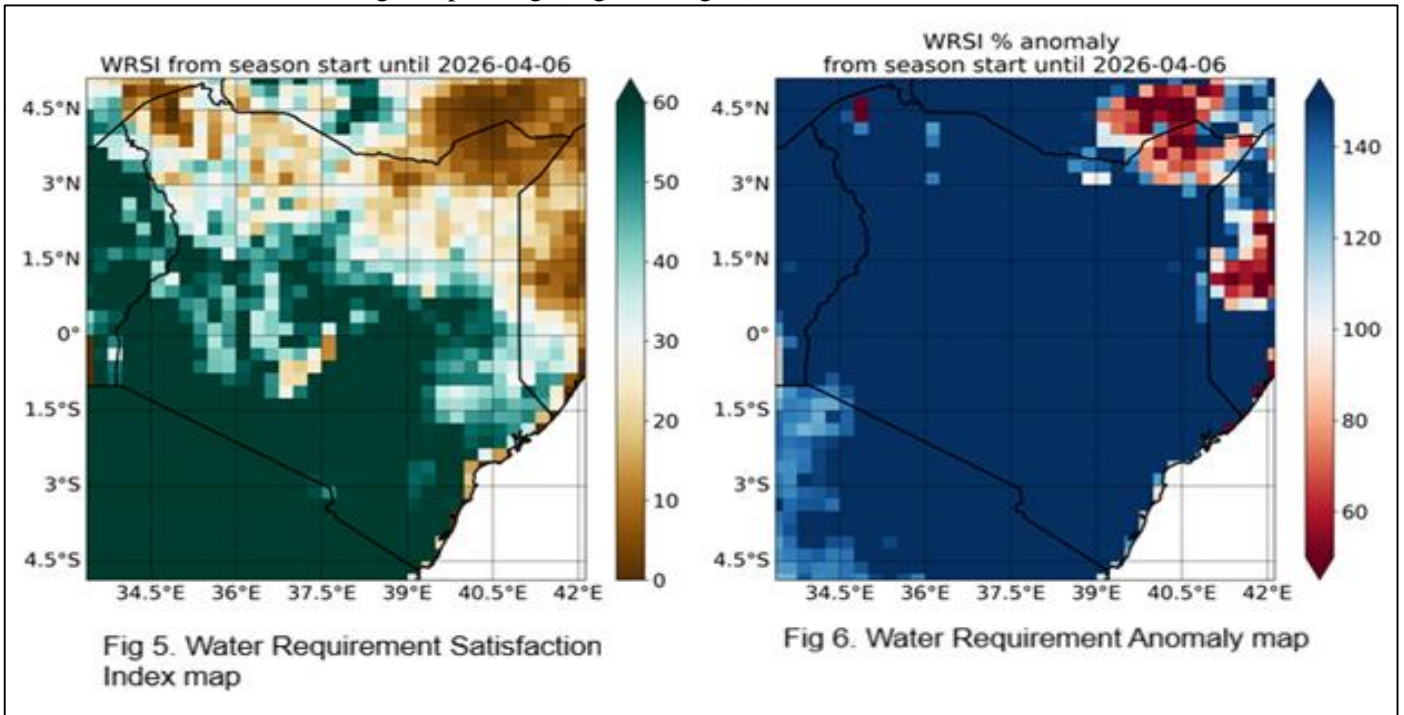 WRSI from season start until 2026-04-06
4.5°N
3°N
1.5°N
0°
1.5°S
3°S
4.5°S
34.5°E 36°E 37.5°E 39°E 40.5°E 42°E
60
50
40
30
20
10
0
Fig 5. Water Requirement Satisfaction
Index map
WRSI % anomaly
from season start until 2026-04-06
4.5°N
3°N
1.5°N
0°
1.5°S
3°S
4.5°S
34.5°E 36°E 37.5°E 39°E 40.5°E 42°E
140
120
100
80
60
Fig 6. Water Requirement Anomaly map